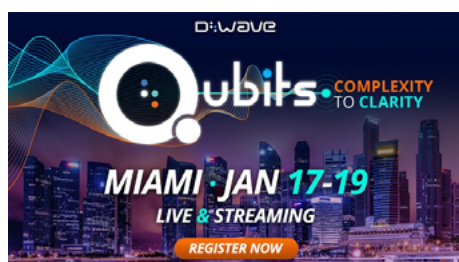 D:wave
Qubits
COMPLEXITY
TO CLARITY
MIAMI · JAN 17-19
LIVE & STREAMING
REGISTER NOW